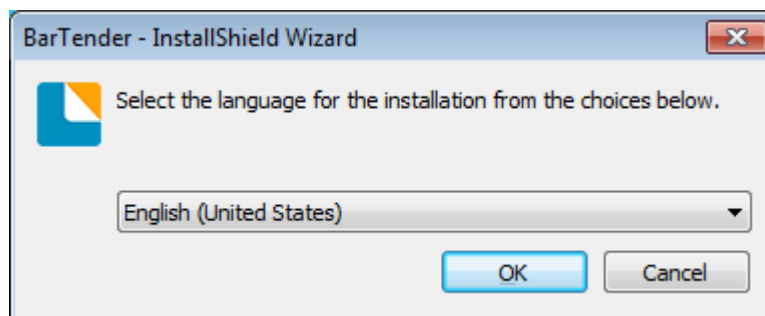 BarTender - InstallShield Wizard
Select the language for the installation from the choices below.
English (United States)
OK
Cancel